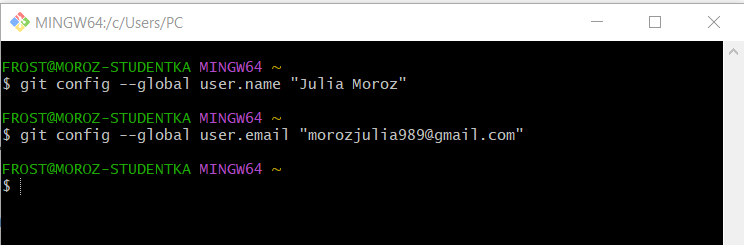 MINGW64:/c/Users/PC
FROST@MOROZ-STUDENTKA MINGW64 ~
$ git config --global user.name "Julia Moroz"
FROST@MOROZ-STUDENTKA MINGW64 ~
$ git config --global user.email "morozjulia989@gmail.com"
FROST@MOROZ-STUDENTKA MINGW64 ~
$